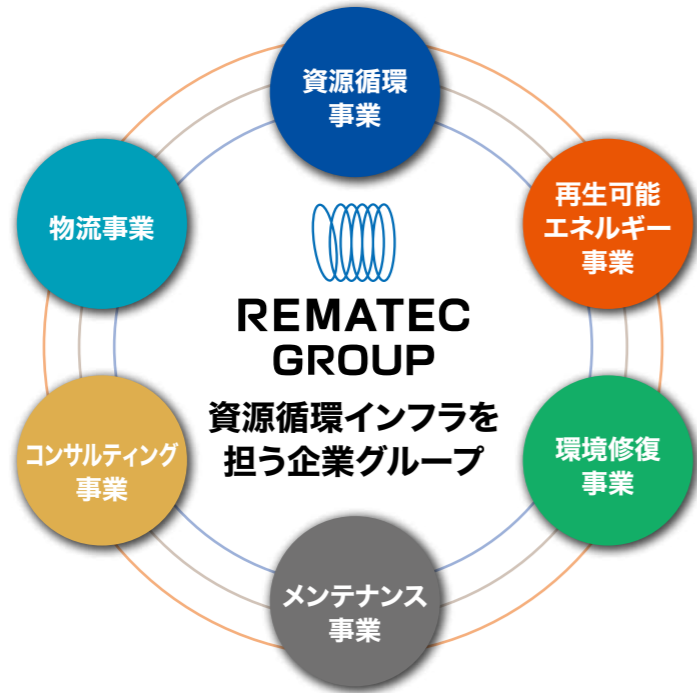 資源循環
事業
再生可能
エネルギー
事業
環境修復
事業
メンテナンス
事業
コンサルティング
事業
物流事業
REMATEC
GROUP
資源循環インフラを
担う企業グループ